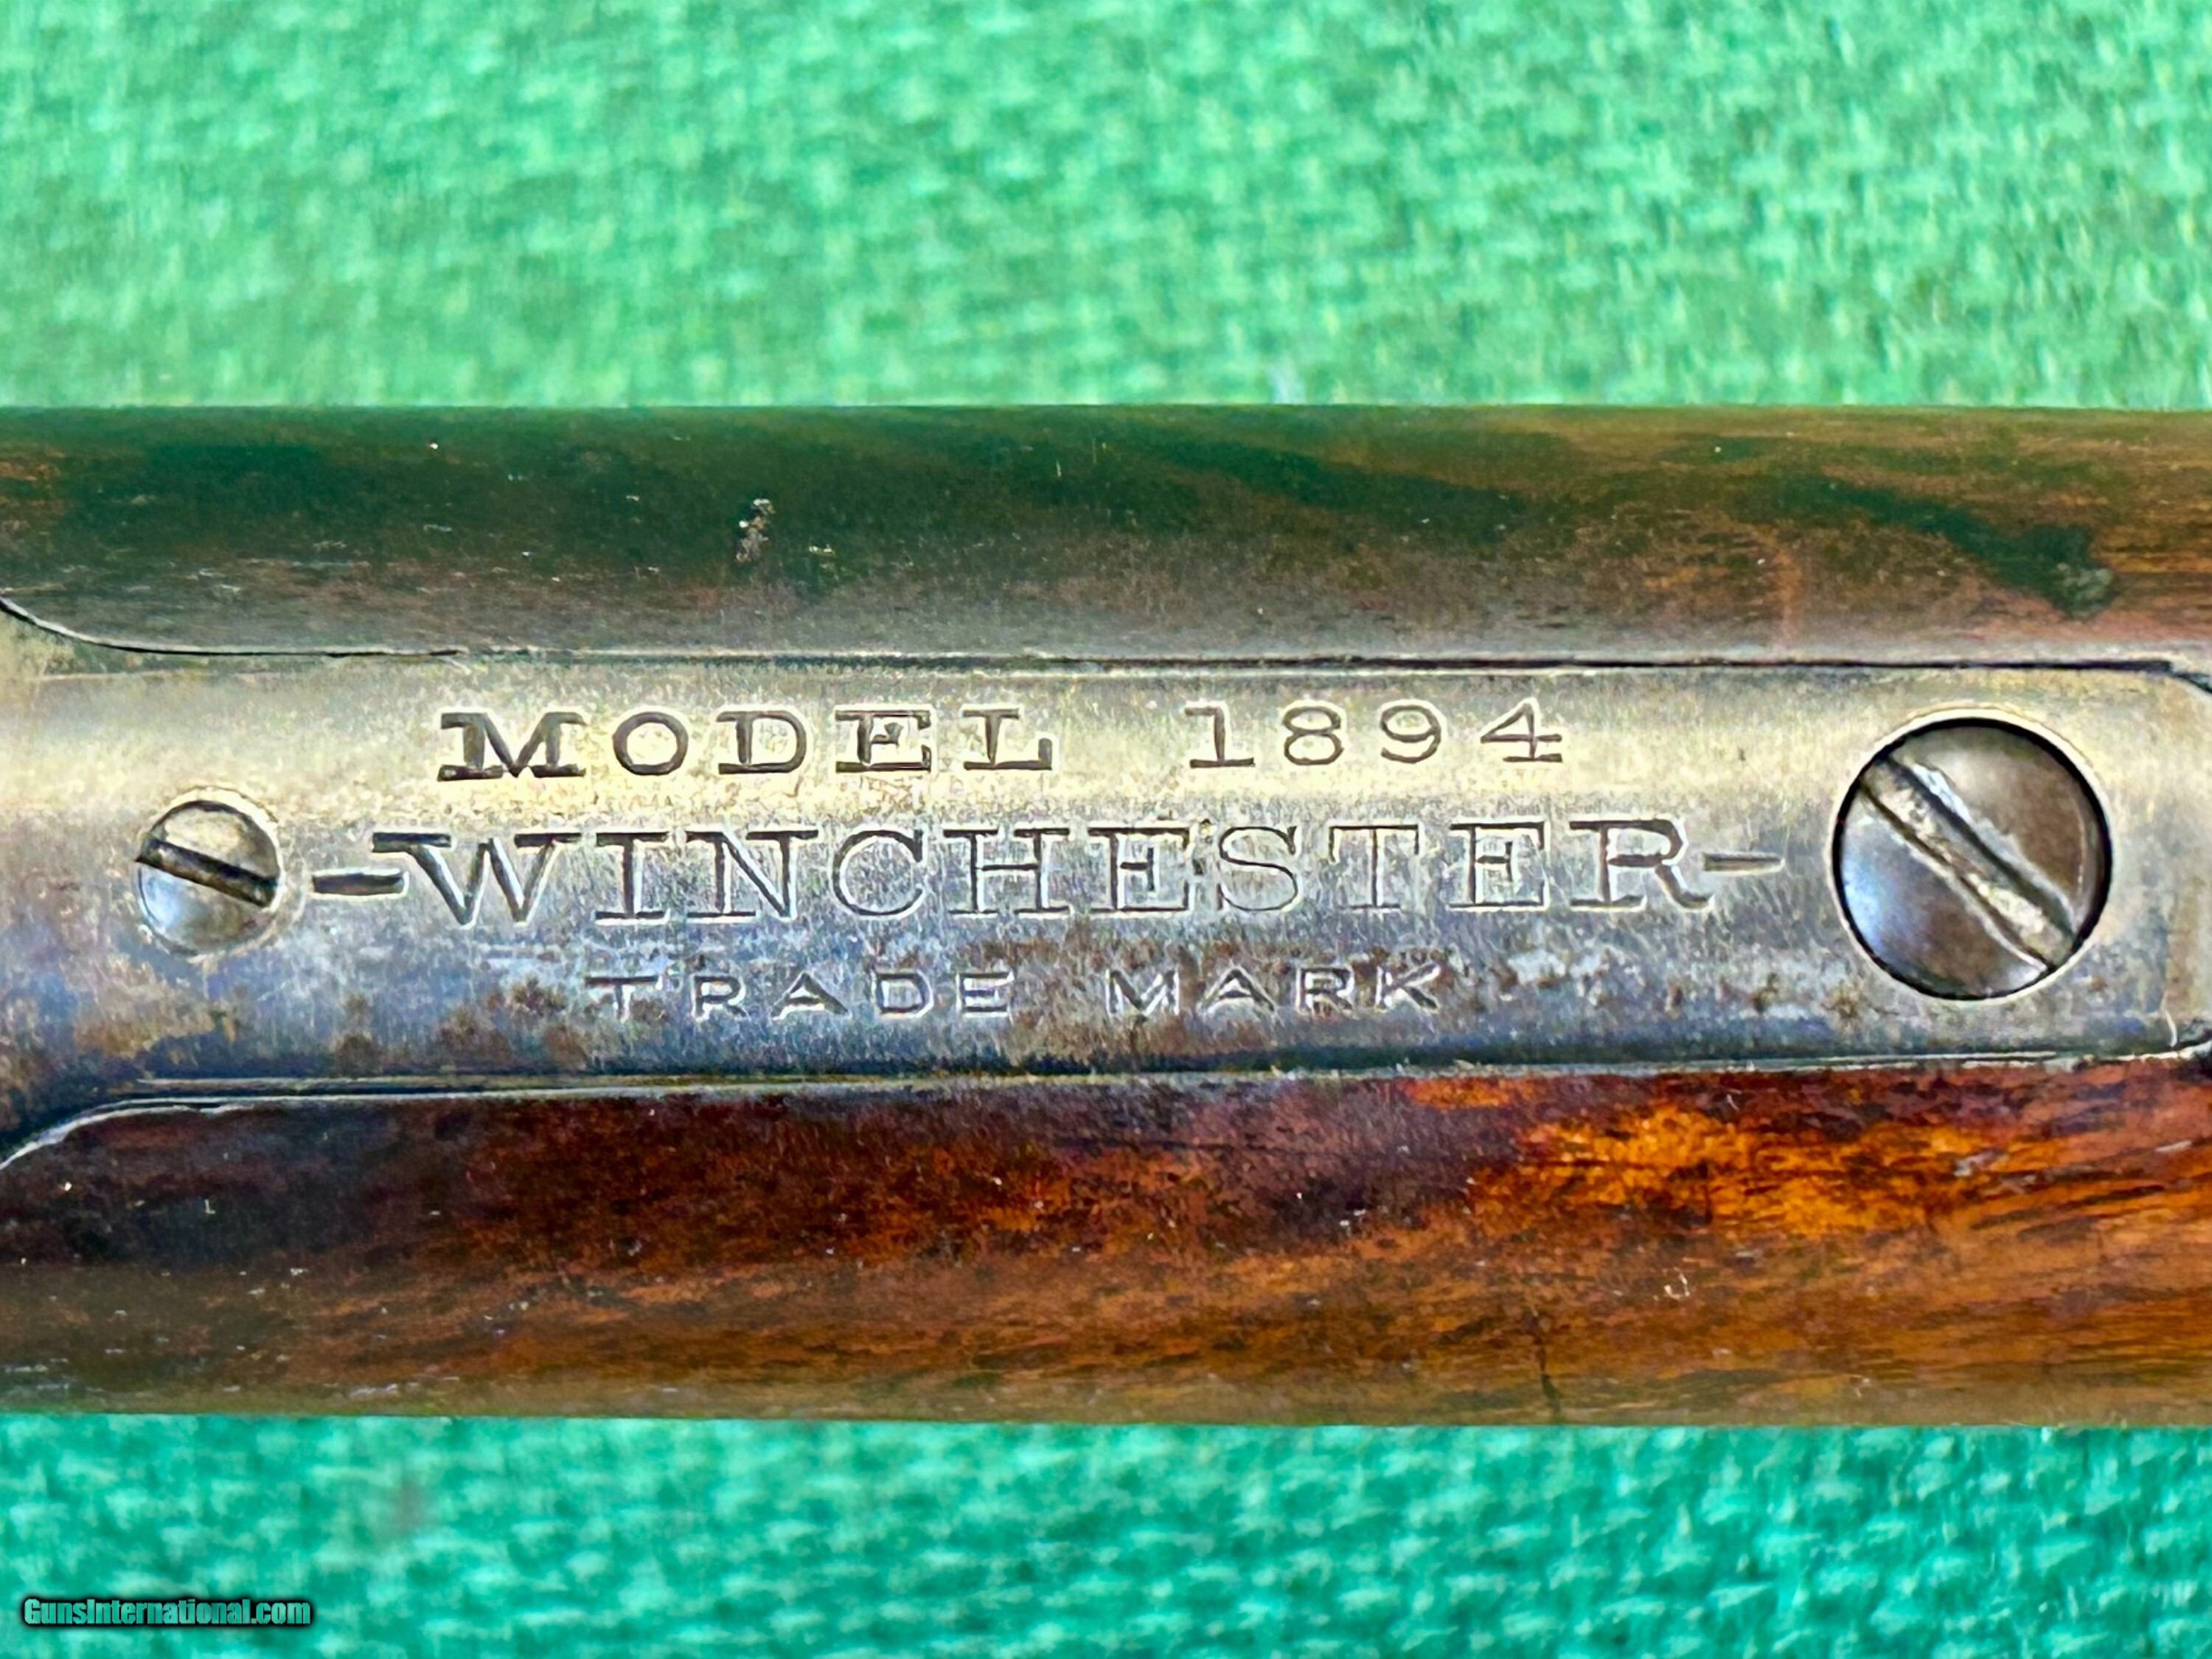 MODEL 1894
-WINCHESTER-
TRADE MARK
GunsInternational.com